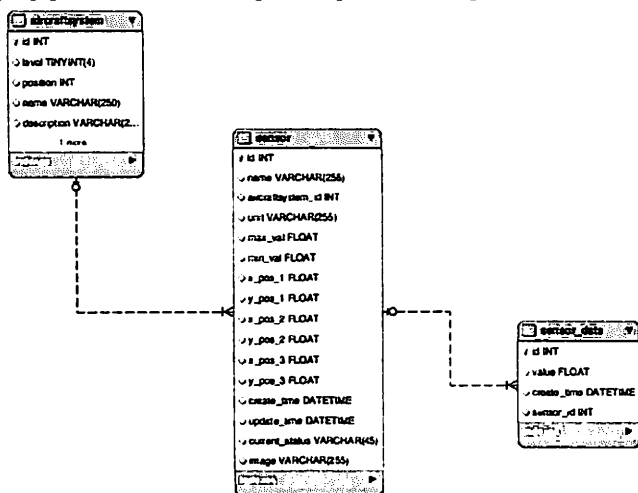 aircraftsystem
id INT
level TINYINT(4)
position INT
name VARCHAR(250)
description VARCHAR(2...
1 more
sensor
id INT
name VARCHAR(255)
aircraftsystem_id INT
unit VARCHAR(255)
max_val FLOAT
min_val FLOAT
x_pos_1 FLOAT
y_pos_1 FLOAT
x_pos_2 FLOAT
y_pos_2 FLOAT
x_pos_3 FLOAT
y_pos_3 FLOAT
create_time DATETIME
update_time DATETIME
current_status VARCHAR(45)
image VARCHAR(255)
sensor_data
id INT
value FLOAT
create_time DATETIME
sensor_id INT